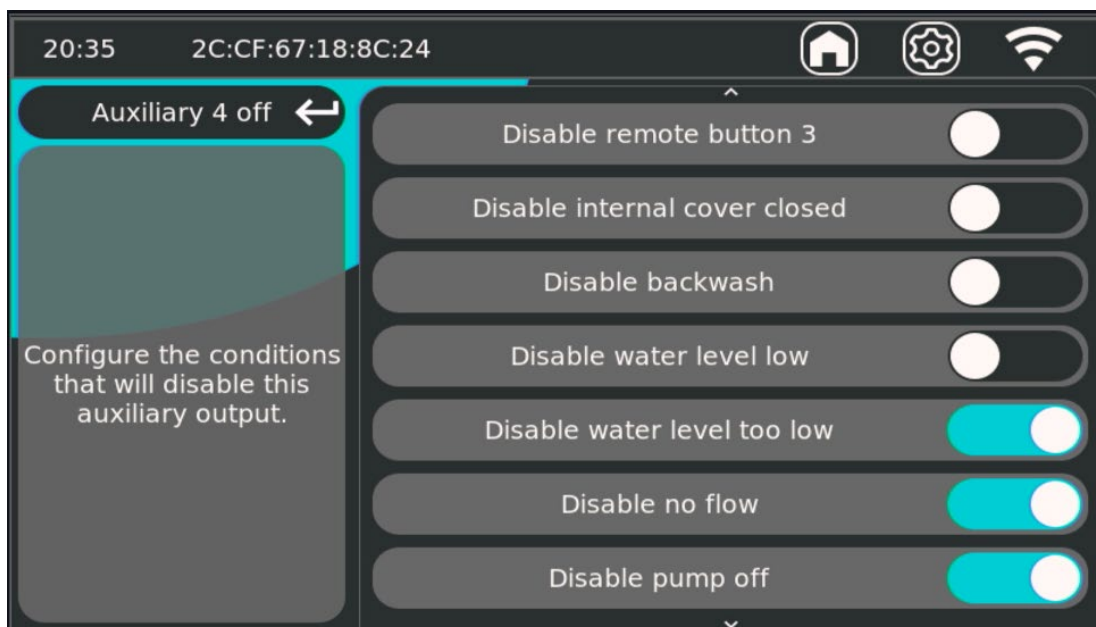 20:35 2C:CF:67:18:8C:24
Auxiliary 4 off
Configure the conditions
that will disable this
auxiliary output.
Disable remote button 3
Disable internal cover closed
Disable backwash
Disable water level low
Disable water level too low
Disable no flow
Disable pump off